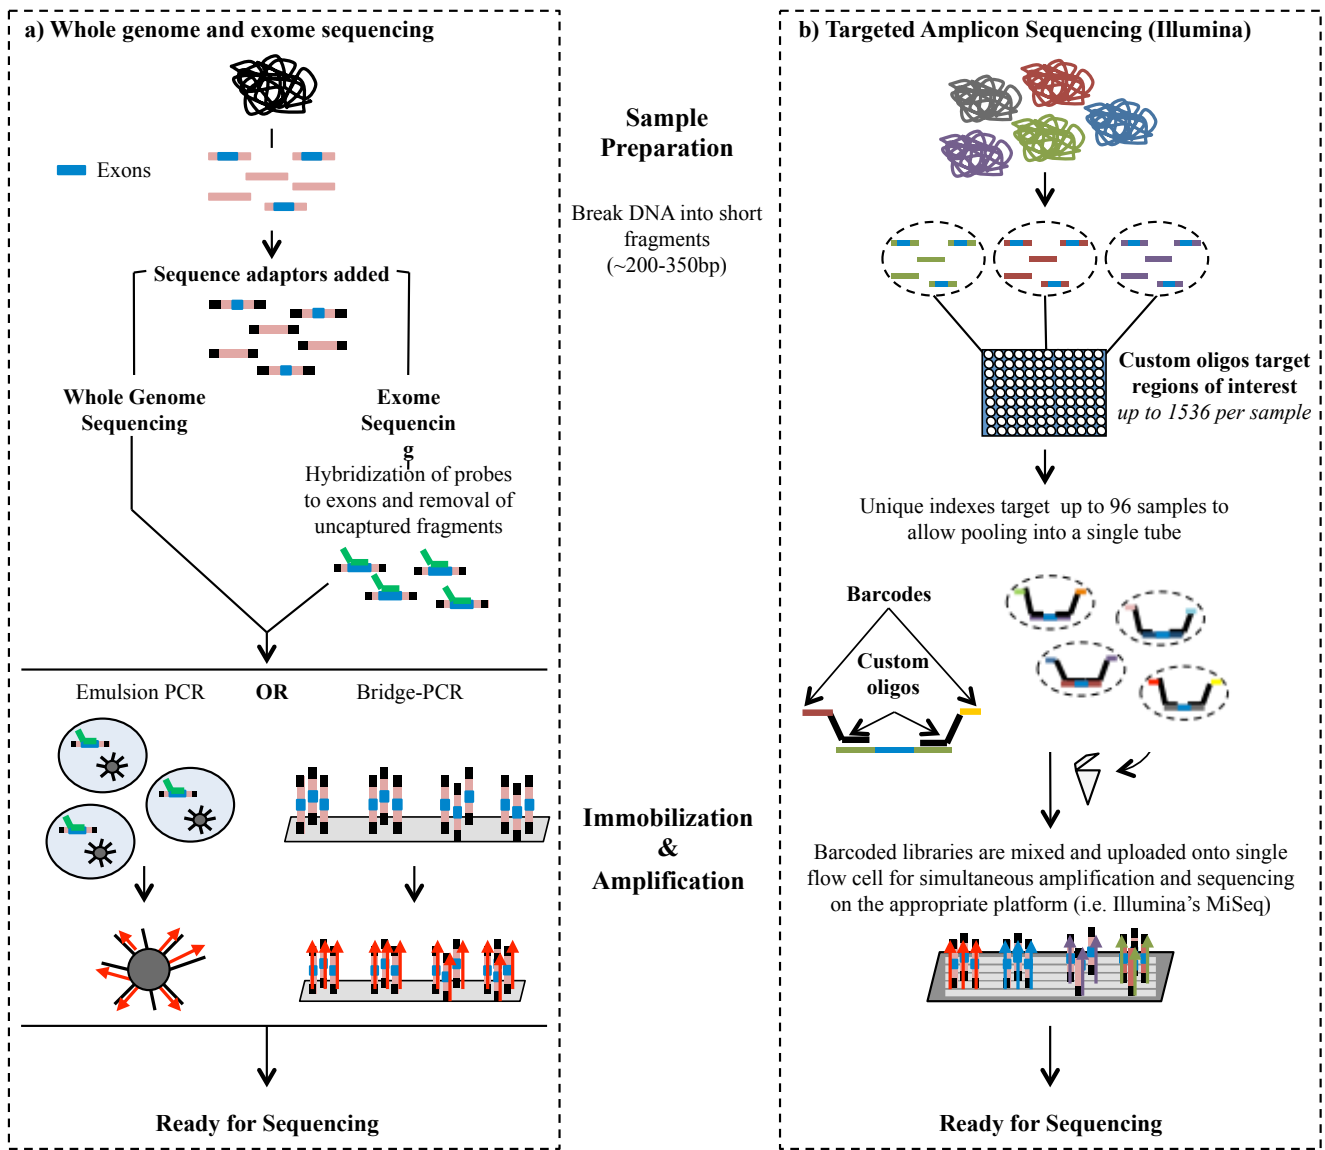 a) Whole genome and exome sequencing
Exons
Sequence adaptors added
Whole Genome
Sequencing
Exome
Sequencin
g
Hybridization of probes
to exons and removal of
uncaptured fragments
Emulsion PCR
OR
Bridge-PCR
Ready for Sequencing
Sample
Preparation
Break DNA into short
fragments
(~200-350bp)
Immobilization
&
Amplification
b) Targeted Amplicon Sequencing (Illumina)
Custom oligos target
regions of interest
up to 1536 per sample
Unique indexes target up to 96 samples to
allow pooling into a single tube
Barcodes
Custom
oligos
Barcoded libraries are mixed and uploaded onto single
flow cell for simultaneous amplification and sequencing
on the appropriate platform (i.e. Illumina’s MiSeq)
Ready for Sequencing